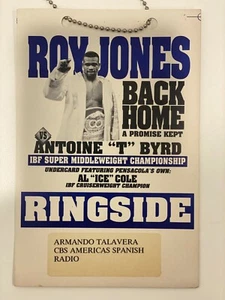 ROY JONES
BACK
HOME
A PROMISE KEPT
VS
ANTOINE "T" BYRD
IBF SUPER MIDDLEWEIGHT CHAMPIONSHIP
UNDERCARD FEATURING PENSACOLA'S OWN:
AL "ICE" COLE
IBF CRUISERWEIGHT CHAMPION
RINGSIDE
ARMANDO TALAVERA
CBS AMERICAS SPANISH
RADIO